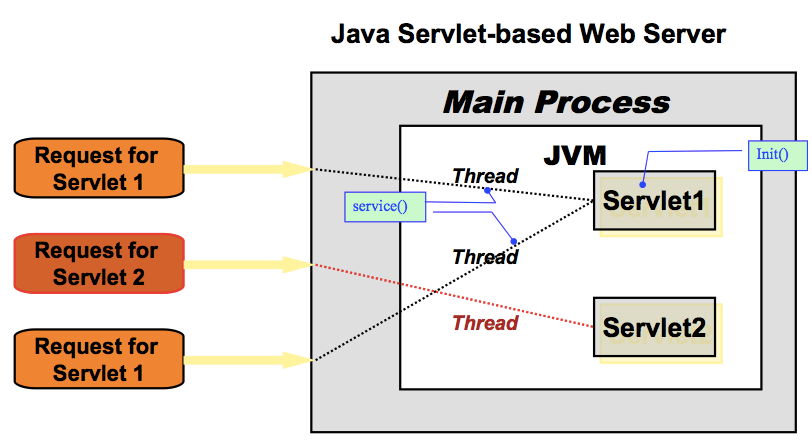 Java Servlet-based Web Server
Main Process
JVM
Init()
Request for
Servlet 1
Thread
Servlet1
service()
Request for
Servlet 2
Thread
Thread
Servlet2
Request for
Servlet 1